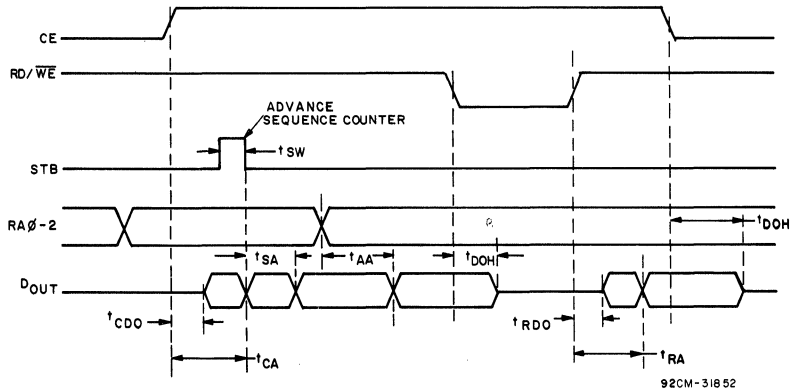 CE
RD/WE
ADVANCE
SEQUENCE COUNTER
tSW
STB
RAØ-2
tDOH
tSA
tAA
tDOH
DOUT
tCDO
tRDO
tCA
tRA
92CM-31852